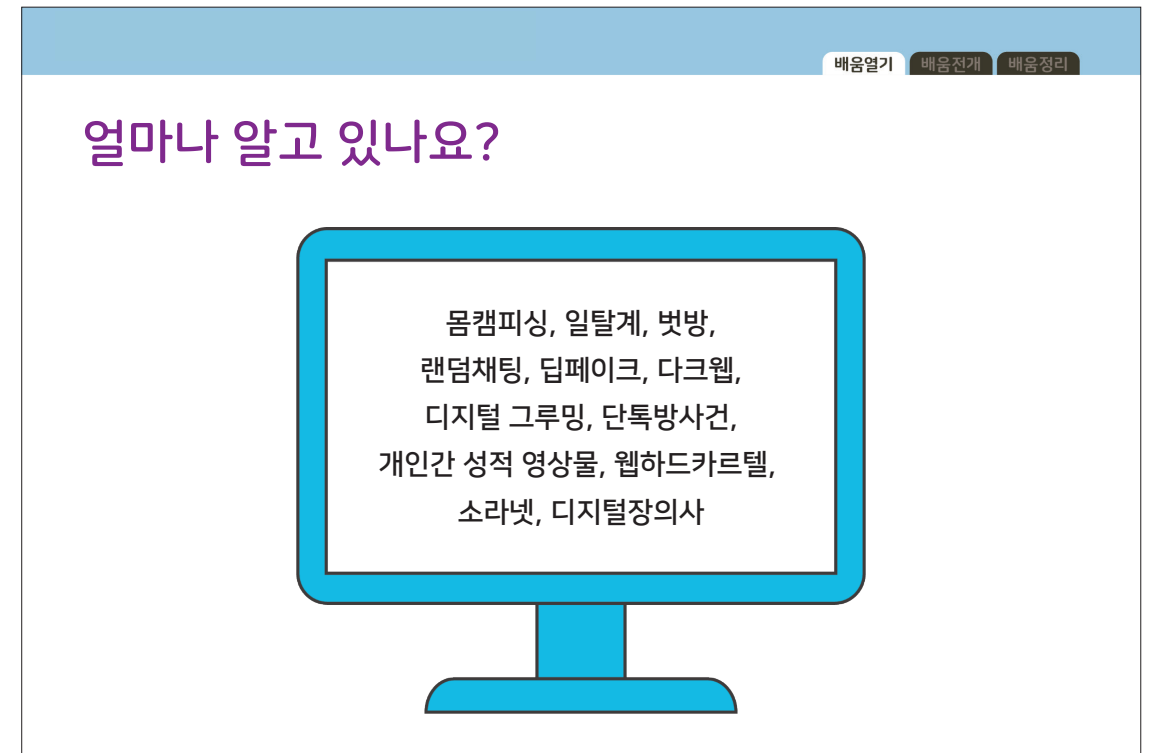 배움열기 배움전개 배움정리
얼마나 알고 있나요?
몸캠피싱, 일탈계, 벗방,
랜덤채팅, 딥페이크, 다크웹,
디지털 그루밍, 단톡방사건,
개인간 성적 영상물, 웹하드카르텔,
소라넷, 디지털장의사